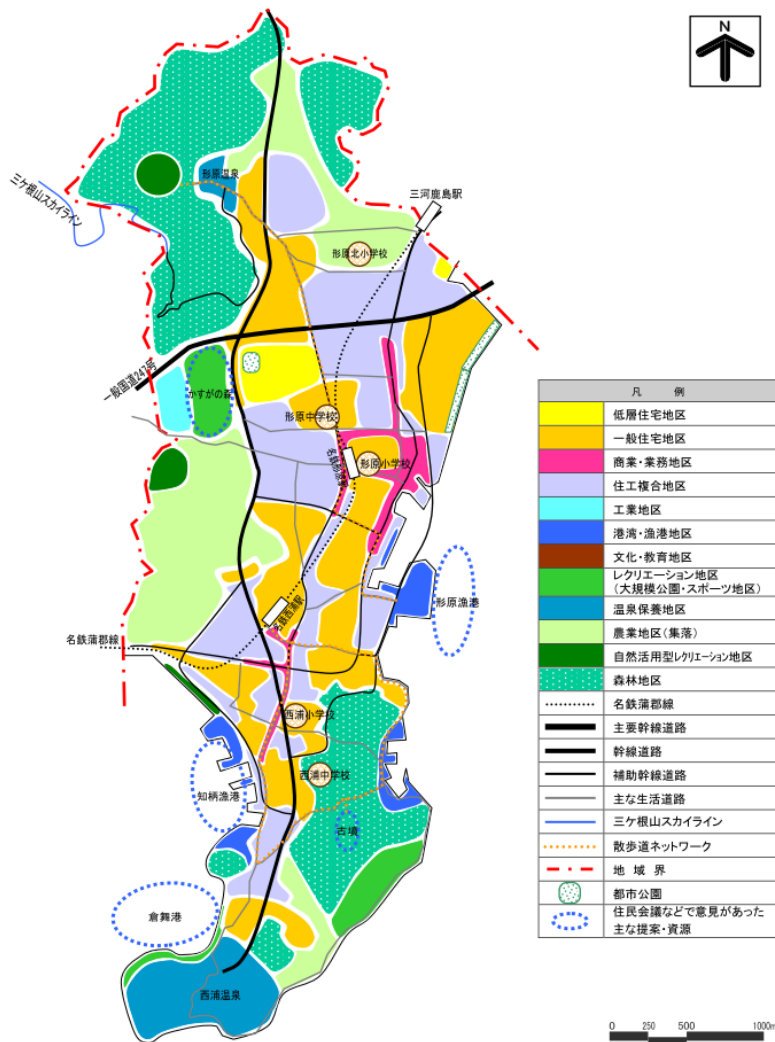 N
形原温泉
三ケ根山スカイライン
三河鹿島駅
形原北小学校
一般国道247号
かすがの森
形原中学校
名鉄形原駅
形原小学校
形原漁港
名鉄西浦駅
名鉄蒲郡線
西浦小学校
西浦中学校
知柄漁港
古墳
倉舞港
西浦温泉
凡 例
低層住宅地区
一般住宅地区
商業・業務地区
住工複合地区
工業地区
港湾・漁港地区
文化・教育地区
レクリエーション地区
(大規模公園・スポーツ地区)
温泉保養地区
農業地区(集落)
自然活用型レクリエーション地区
森林地区
名鉄蒲郡線
主要幹線道路
幹線道路
補助幹線道路
主な生活道路
三ケ根山スカイライン
散歩道ネットワーク
地 域 界
都市公園
住民会議などで意見があった
主な提案・資源
0 250 500 1000m